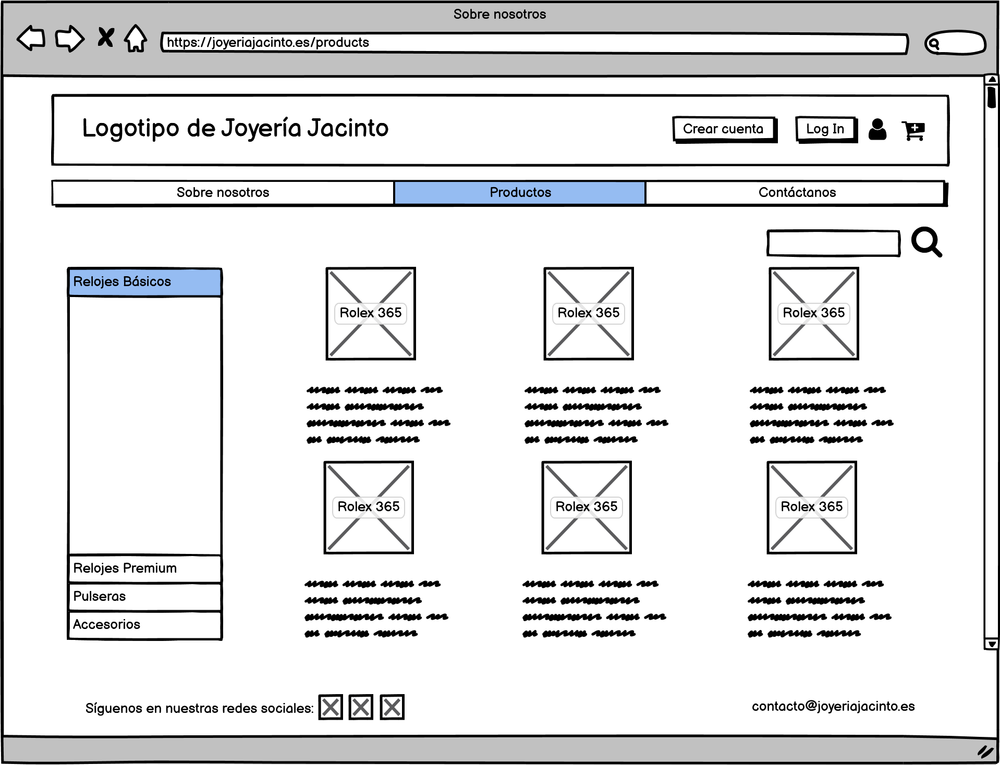 Sobre nosotros
https://joyeriajacinto.es/products
Logotipo de Joyería Jacinto
Crear cuenta
Log In
Sobre nosotros
Productos
Contáctanos
Relojes Básicos
Rolex 365
Rolex 365
Rolex 365
Rolex 365
Rolex 365
Rolex 365
Relojes Premium
Pulseras
Accesorios
Síguenos en nuestras redes sociales:
contacto@joyeriajacinto.es